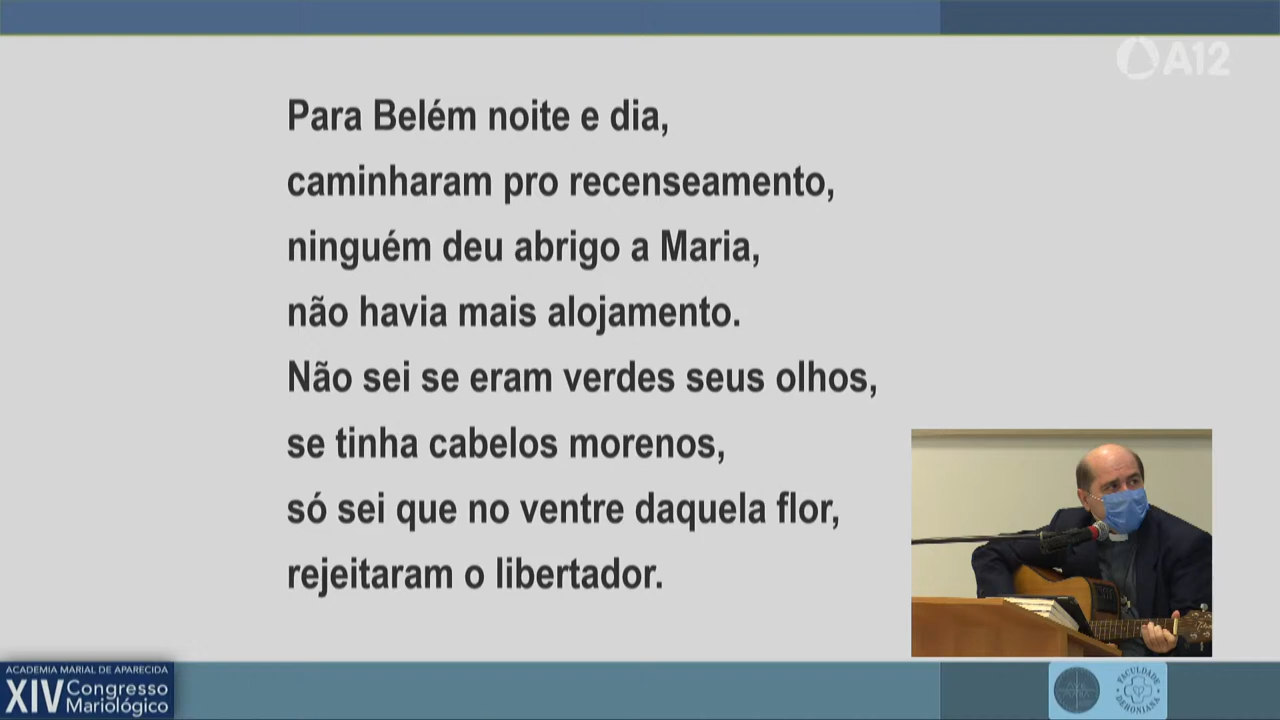 A12
Para Belém noite e dia,
caminharam pro recenseamento,
ninguém deu abrigo a Maria,
não havia mais alojamento.
Não sei se eram verdes seus olhos,
se tinha cabelos morenos,
só sei que no ventre daquela flor,
rejeitaram o libertador.
ACADEMIA MARIAL DE APARECIDA
XIV Congresso
Mariológico
FACULDADE
DEHONIANA